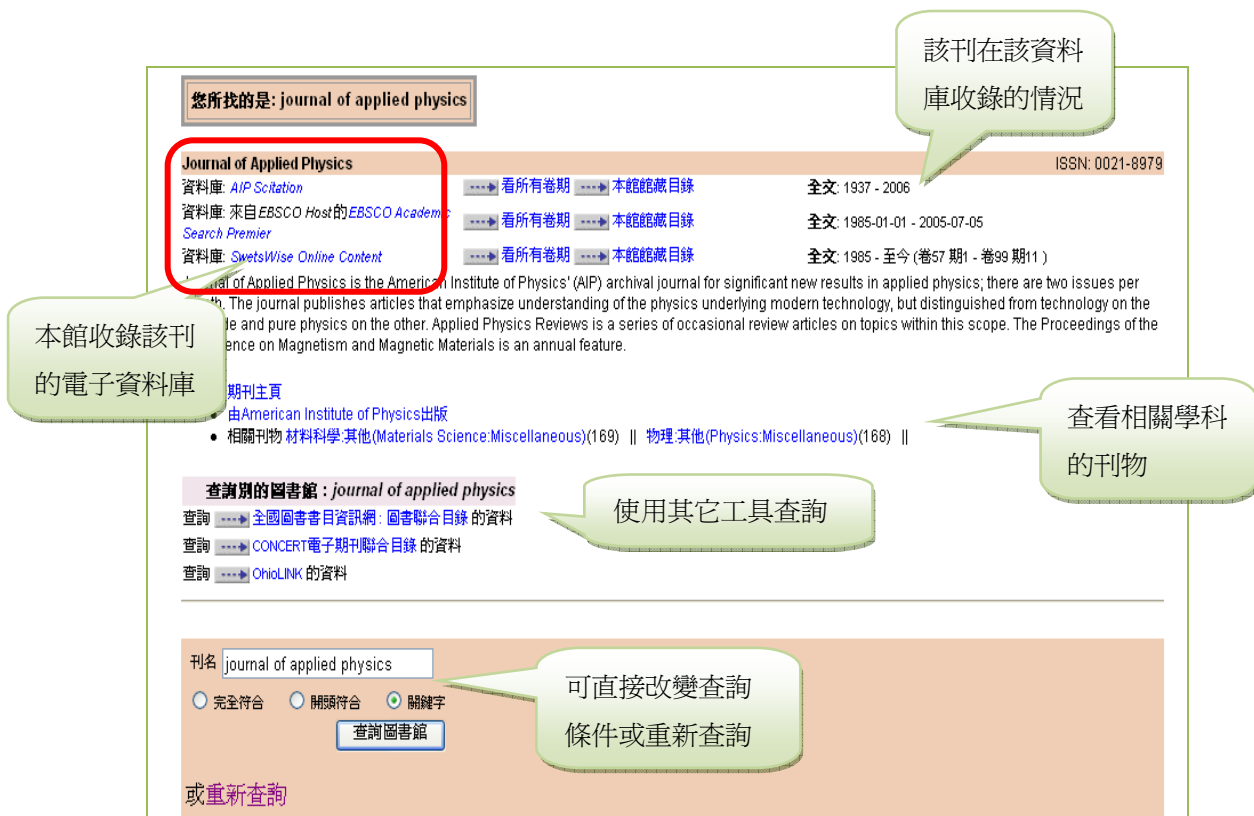 該刊在該資料
庫收錄的情況
您所找的是: journal of applied physics
Journal of Applied Physics ISSN: 0021-8979
資料庫: AIP Scitation 看所有卷期 本館館藏目錄 全文: 1937 - 2006
資料庫: 來自EBSCO Host的EBSCO Academic
Search Premier 看所有卷期 本館館藏目錄 全文: 1985-01-01 - 2005-07-05
資料庫: SwetsWise Online Content 看所有卷期 本館館藏目錄 全文: 1985 - 至今 (卷57 期1 - 卷99 期11 )
nal of Applied Physics is the American Institute of Physics' (AIP) archival journal for significant new results in applied physics; there are two issues per
The journal publishes articles that emphasize understanding of the physics underlying modern technology, but distinguished from technology on the
and pure physics on the other. Applied Physics Reviews is a series of occasional review articles on topics within this scope. The Proceedings of the
on Magnetism and Magnetic Materials is an annual feature.
本館收錄該刊
的電子資料庫
期刊主頁
由American Institute of Physics出版
相關刊物 材料科學:其他(Materials Science:Miscellaneous)(169) || 物理:其他(Physics:Miscellaneous)(168) ||
查看相關學科
的刊物
查詢別的圖書館 : journal of applied physics
查詢 全國圖書書目資訊網 : 圖書聯合目錄 的資料
查詢 CONCERT電子期刊聯合目錄 的資料
查詢 OhioLINK 的資料
使用其它工具查詢
刊名 journal of applied physics
完全符合 開頭符合 關鍵字
查詢圖書館
可直接改變查詢
條件或重新查詢
或重新查詢